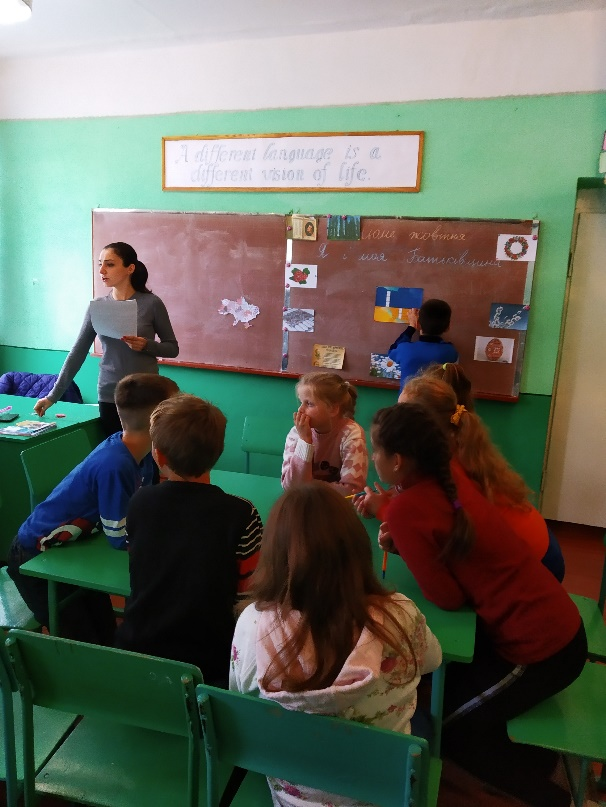 A different language is a
different vision of life.
жовтня
Я і моя Батьківщина